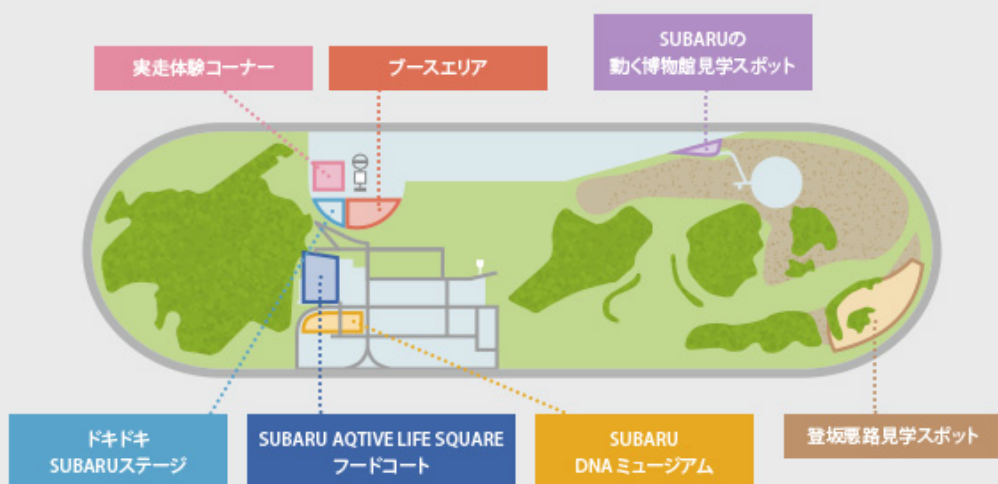 SUBARUの
動く博物館見学スポット
実走体験コーナー
ブースエリア
ドキドキ
SUBARUステージ
SUBARU AQTIVE LIFE SQUARE
フードコート
SUBARU
DNA ミュージアム
登坂悪路見学スポット